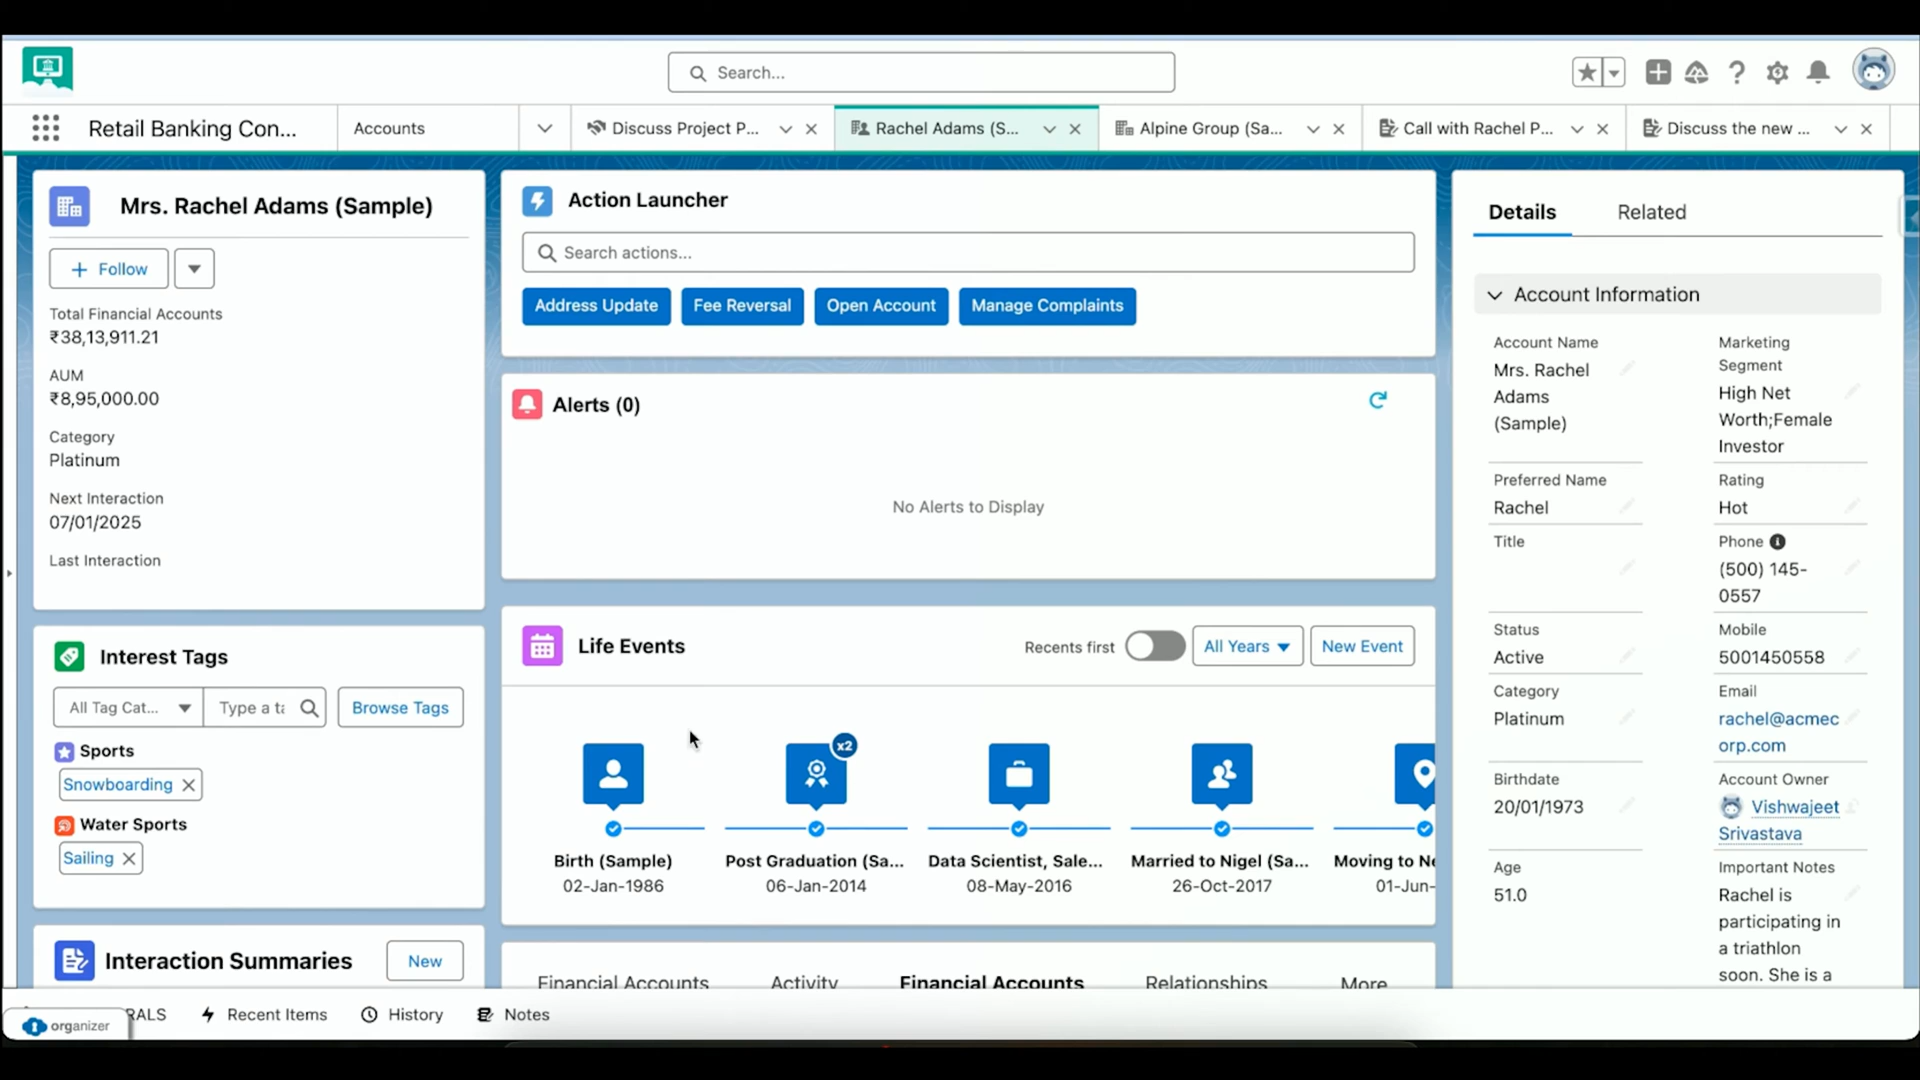 Search...
Retail Banking Con...
Accounts
Discuss Project P...
Rachel Adams (S...
Alpine Group (Sa...
Call with Rachel P...
Discuss the new ...
Mrs. Rachel Adams (Sample)
+ Follow
Total Financial Accounts
₹38,13,911.21
AUM
₹8,95,000.00
Category
Platinum
Next Interaction
07/01/2025
Last Interaction
Interest Tags
All Tag Cat...
Type a ta
Browse Tags
Sports
Snowboarding
Water Sports
Sailing
Interaction Summaries
New
Action Launcher
Search actions...
Address Update
Fee Reversal
Open Account
Manage Complaints
Alerts (0)
No Alerts to Display
Life Events
Recents first
All Years
New Event
x2
Birth (Sample)
02-Jan-1986
Post Graduation (Sa...
06-Jan-2014
Data Scientist, Sale...
08-May-2016
Married to Nigel (Sa...
26-Oct-2017
Moving to Ne
01-Jun-
Financial Accounts
Activity
Financial Accounts
Relationships
More
Details
Related
Account Information
Account Name
Mrs. Rachel
Adams
(Sample)
Marketing
Segment
High Net
Worth;Female
Investor
Preferred Name
Rachel
Rating
Hot
Title
Phone
(500) 145-
0557
Status
Active
Mobile
5001450558
Category
Platinum
Email
rachel@acmec
orp.com
Birthdate
20/01/1973
Account Owner
Vishwajeet
Srivastava
Age
51.0
Important Notes
Rachel is
participating in
a triathlon
soon. She is a
organizer
RALS
Recent Items
History
Notes